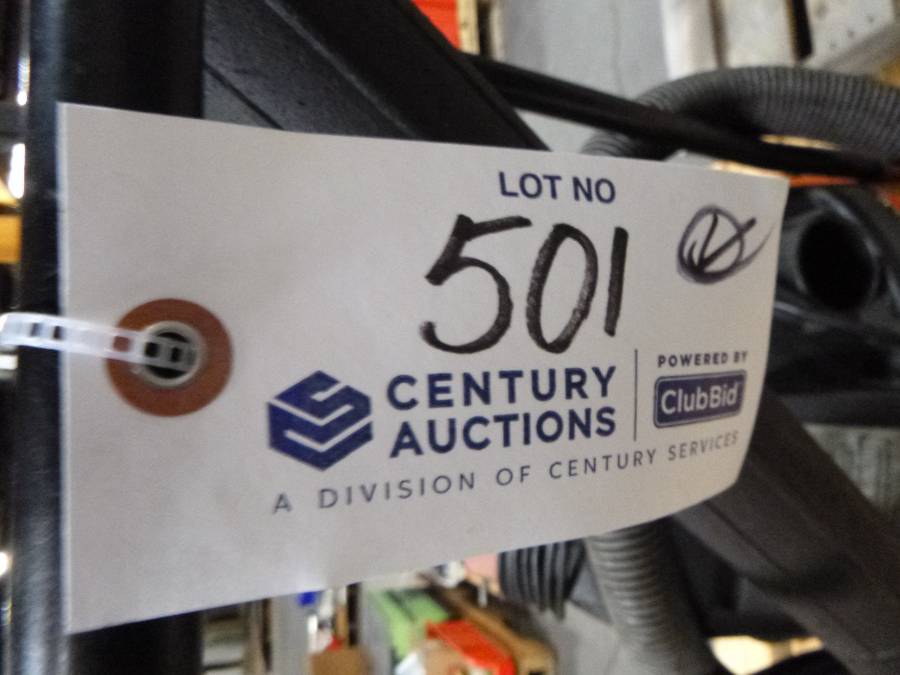 LOT NO
501
CENTURY
AUCTIONS
A DIVISION OF CENTURY SERVICES
POWERED BY
ClubBid